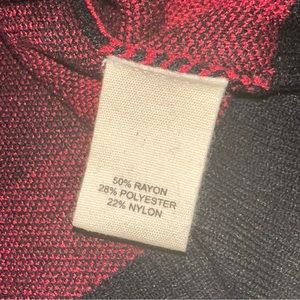 50% RAYON
28% POLYESTER
22% NYLON